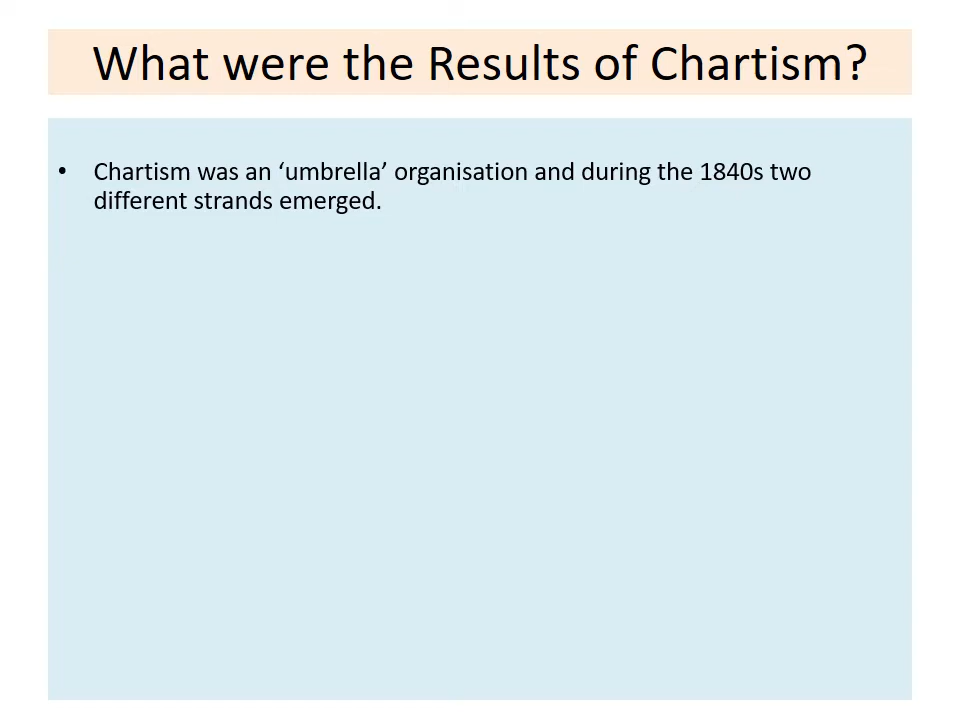 What were the Results of Chartism?
• Chartism was an ‘umbrella’ organisation and during the 1840s two
different strands emerged.